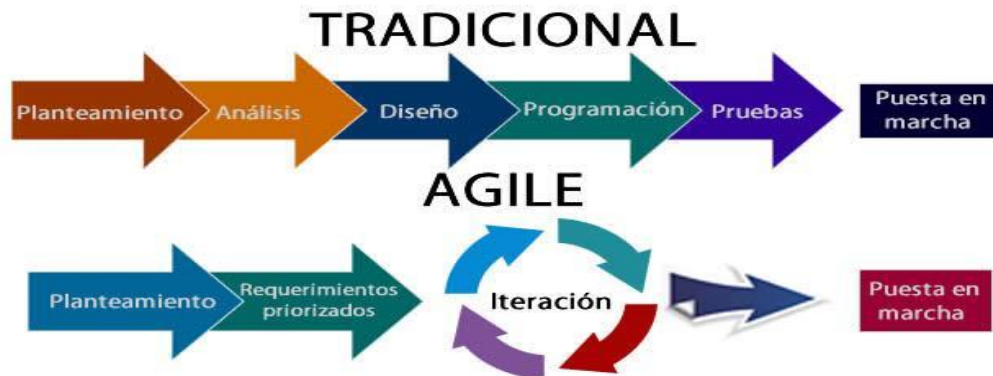 TRADICIONAL
Planteamiento
Análisis
Diseño
Programación
Pruebas
Puesta en
marcha
AGILE
Planteamiento
Requerimientos
priorizados
Iteración
Puesta en
marcha